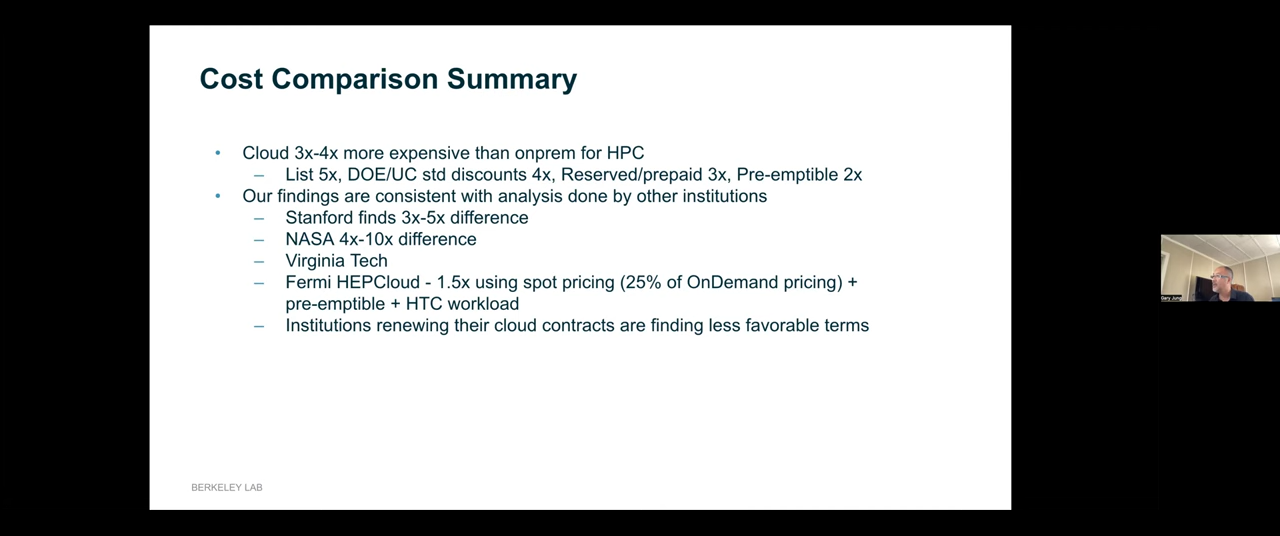 Cost Comparison Summary
• Cloud 3x-4x more expensive than onprem for HPC
– List 5x, DOE/UC std discounts 4x, Reserved/prepaid 3x, Pre-emptible 2x
• Our findings are consistent with analysis done by other institutions
– Stanford finds 3x-5x difference
– NASA 4x-10x difference
– Virginia Tech
– Fermi HEPCloud - 1.5x using spot pricing (25% of OnDemand pricing) +
pre-emptible + HTC workload
– Institutions renewing their cloud contracts are finding less favorable terms
BERKELEY LAB
Gary Jung